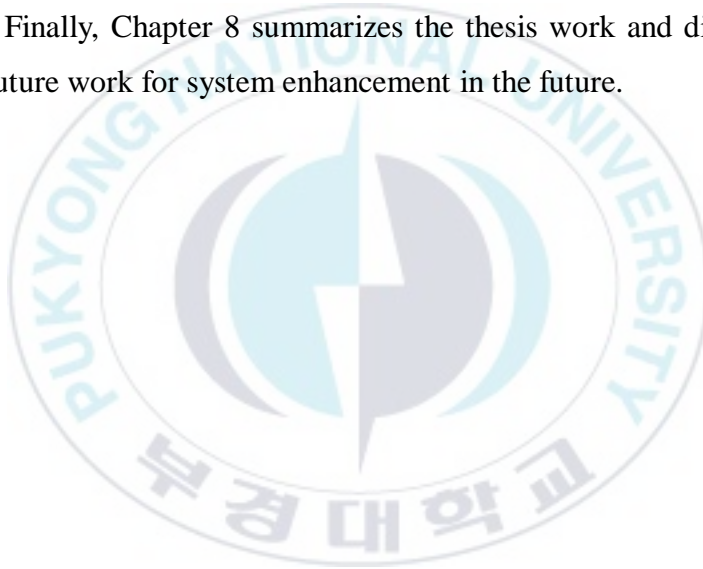 Finally, Chapter 8 summarizes the thesis work and di
uture work for system enhancement in the future.
PUKYONG NATIONAL UNIVERSITY
부경대학교